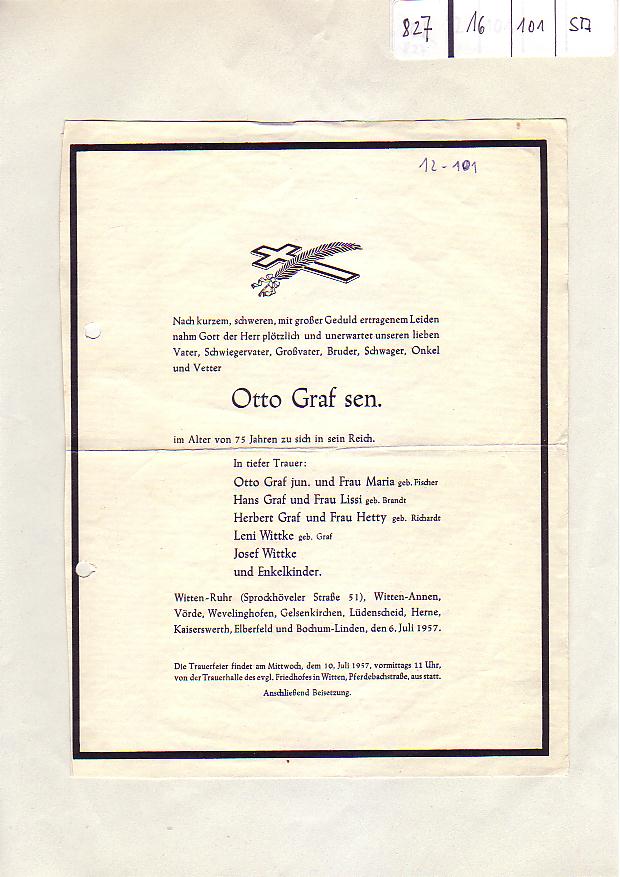 827 16 101 SA
12-101
Nach kurzem, schweren, mit großer Geduld ertragenem Leiden
nahm Gott der Herr plötzlich und unerwartet unseren lieben
Vater, Schwiegervater, Großvater, Bruder, Schwager, Onkel
und Vetter
Otto Graf sen.
im Alter von 75 Jahren zu sich in sein Reich.
In tiefer Trauer:
Otto Graf jun. und Frau Maria geb. Fischer
Hans Graf und Frau Lissi geb. Brandt
Herbert Graf und Frau Hetty geb. Richardt
Leni Wittke geb. Graf
Josef Wittke
und Enkelkinder.
Witten-Ruhr (Sprockhöveler Straße 51), Witten-Annen,
Vörde, Wevelinghofen, Gelsenkirchen, Lüdenscheid, Herne,
Kaiserswerth, Elberfeld und Bochum-Linden, den 6. Juli 1957.
Die Trauerfeier findet am Mittwoch, dem 10. Juli 1957, vormittags 11 Uhr,
von der Trauerhalle des evgl. Friedhofes in Witten, Pferdebachstraße, aus statt.
Anschließend Beisetzung.